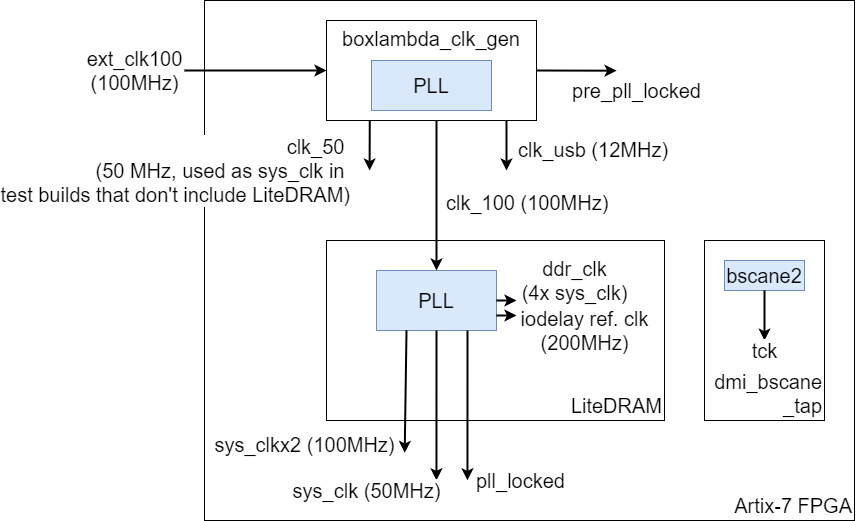 boxlambda_clk_gen
ext_clk100
(100MHz)
PLL
pre_pll_locked
clk_50
(50 MHz, used as sys_clk in
test builds that don't include LiteDRAM)
clk_usb (12MHz)
clk_100 (100MHz)
ddr_clk
(4x sys_clk)
PLL
iodelay ref. clk
(200MHz)
bscane2
tck
dmi_bscane
_tap
LiteDRAM
sys_clkx2 (100MHz)
sys_clk (50MHz)
pll_locked
Artix-7 FPGA